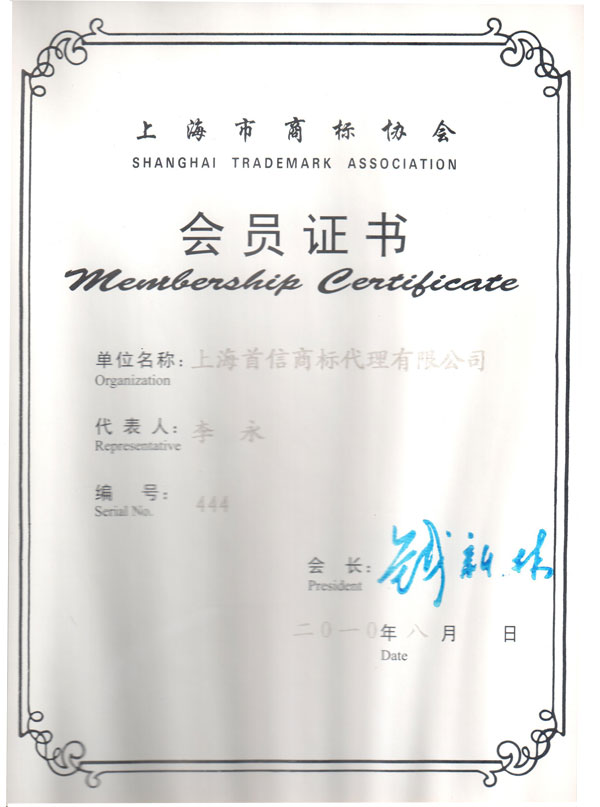 上海市商标协会
SHANGHAI TRADEMARK ASSOCIATION
会员证书
Membership Certificate
单位名称：上海首信商标代理有限公司
Organization
代 表 人：李 永
Representative
编 号：444
Serial No.
会 长：
President
二〇一〇年八月 日
Date